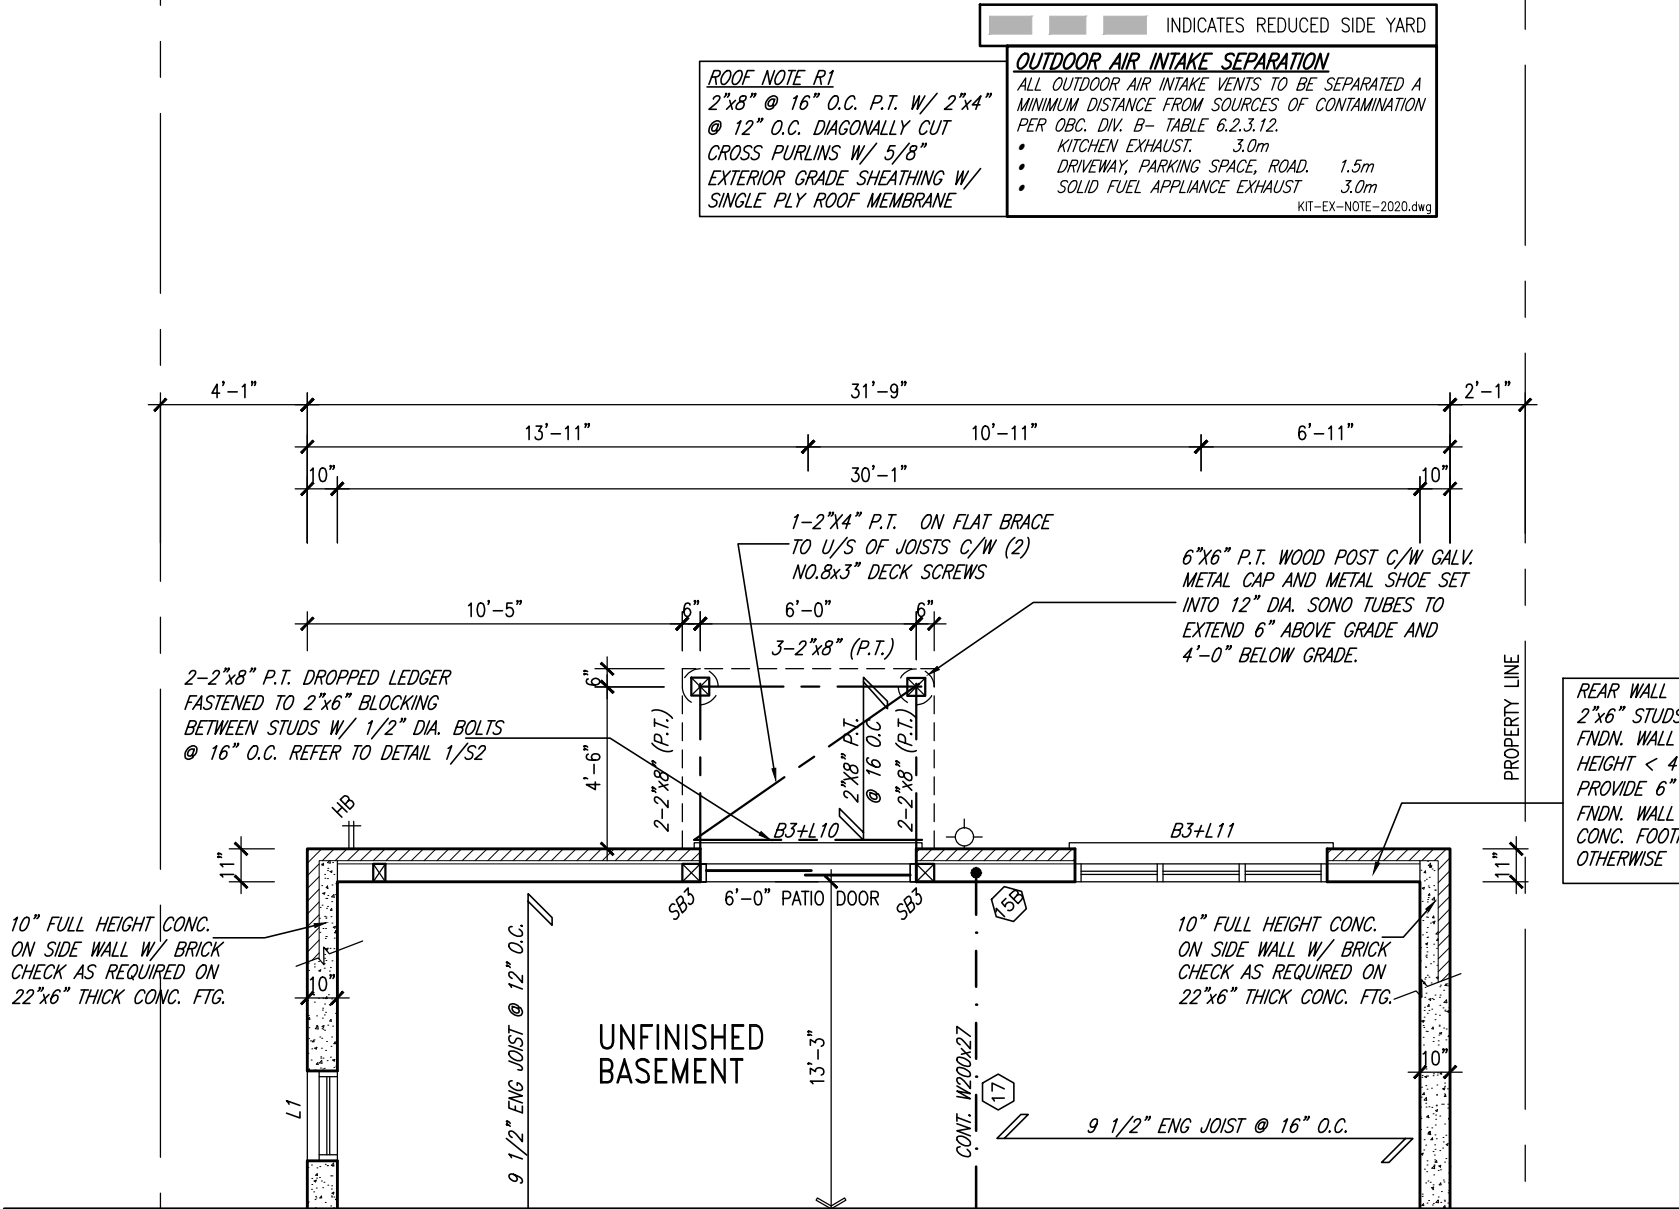 INDICATES REDUCED SIDE YARD
ROOF NOTE R1
2"x8" @ 16" O.C. P.T. W/ 2"x4"
@ 12" O.C. DIAGONALLY CUT
CROSS PURLINS W/ 5/8"
EXTERIOR GRADE SHEATHING W/
SINGLE PLY ROOF MEMBRANE
OUTDOOR AIR INTAKE SEPARATION
ALL OUTDOOR AIR INTAKE VENTS TO BE SEPARATED A
MINIMUM DISTANCE FROM SOURCES OF CONTAMINATION
PER OBC. DIV. B- TABLE 6.2.3.12.
• KITCHEN EXHAUST. 3.0m
• DRIVEWAY, PARKING SPACE, ROAD. 1.5m
• SOLID FUEL APPLIANCE EXHAUST 3.0m
KIT-EX-NOTE-2020.dwg
4'-1" 31'-9" 2'-1"
13'-11" 10'-11" 6'-11"
10" 30'-1" 10"
1-2"X4" P.T. ON FLAT BRACE
TO U/S OF JOISTS C/W (2)
NO.8x3" DECK SCREWS
6"X6" P.T. WOOD POST C/W GALV.
METAL CAP AND METAL SHOE SET
INTO 12" DIA. SONO TUBES TO
EXTEND 6" ABOVE GRADE AND
4'-0" BELOW GRADE.
10'-5" 6" 6'-0" 6"
3-2"x8" (P.T.)
2-2"x8" P.T. DROPPED LEDGER
FASTENED TO 2"x6" BLOCKING
BETWEEN STUDS W/ 1/2" DIA. BOLTS
@ 16" O.C. REFER TO DETAIL 1/S2
6"
4'-6"
2-2"x8" (P.T.)
2"X8" P.T.
@ 16 O.C
2-2"x8" (P.T.)
PROPERTY LINE
REAR WALL
2"x6" STUDS
FNDN. WALL
HEIGHT < 4
PROVIDE 6"
FNDN. WALL
CONC. FOOT
OTHERWISE
HB
B3+L10
B3+L11
11"
11"
SB3
6'-0" PATIO DOOR
SB3
15B
10" FULL HEIGHT CONC.
ON SIDE WALL W/ BRICK
CHECK AS REQUIRED ON
22"x6" THICK CONC. FTG.
10" FULL HEIGHT CONC.
ON SIDE WALL W/ BRICK
CHECK AS REQUIRED ON
22"x6" THICK CONC. FTG.
10"
9 1/2" ENG JOIST @ 12" O.C.
UNFINISHED
BASEMENT
13'-3"
CONT. W200x27
17
10"
L1
9 1/2" ENG JOIST @ 16" O.C.